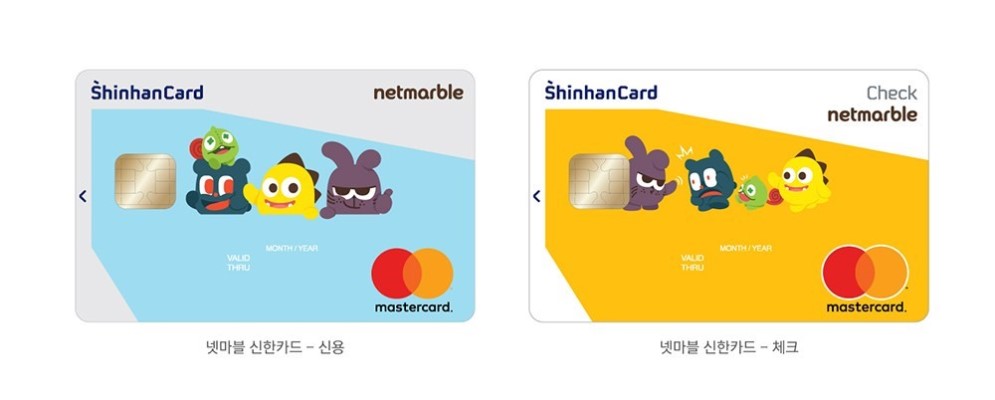 ShinhanCard
netmarble
MONTH / YEAR
VALID
THRU
mastercard.
넷마블 신한카드 - 신용
ShinhanCard
Check
netmarble
MONTH / YEAR
VALID
THRU
mastercard.
넷마블 신한카드 - 체크